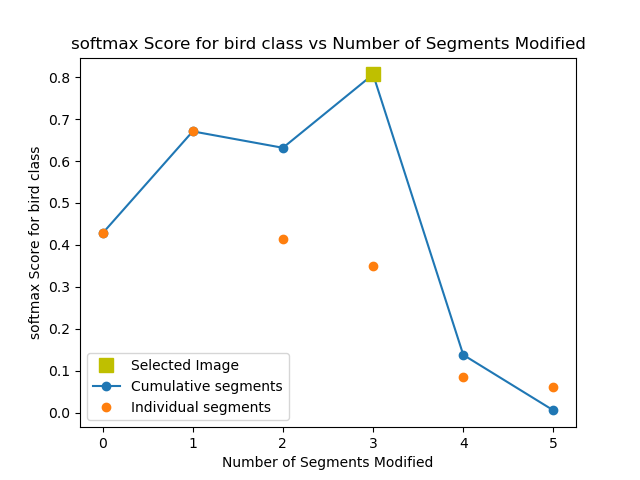 softmax Score for bird class vs Number of Segments Modified
softmax Score for bird class
0.8
0.7
0.6
0.5
0.4
0.3
0.2
0.1
0.0
Selected Image
Cumulative segments
Individual segments
0 1 2 3 4 5
Number of Segments Modified